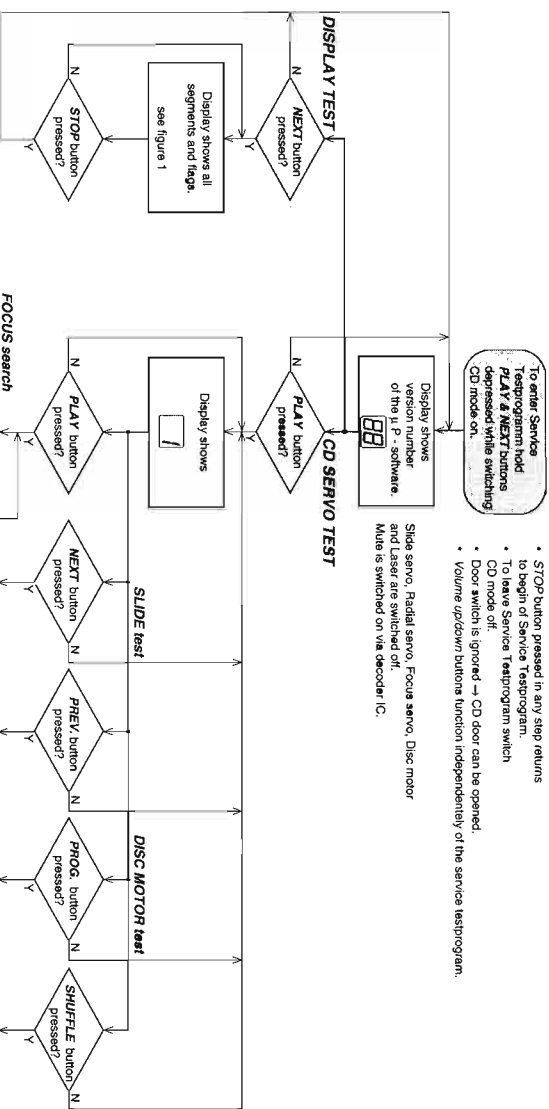 To enter Service
Testprogramm hold
PLAY & NEXT buttons
depressed while switching
CD-mode on.
• STOP button pressed in any step returns
to begin of Service Testprogram.
• To leave Service Testprogram switch
CD mode off.
• Door switch is ignored → CD door can be opened.
• Volume up/down buttons function independentely of the service testprogram.
Display shows
version number
of the µP - software.
88
Slide servo, Radial servo, Focus servo, Disc motor
and Laser are switched off.
Mute is switched on via decoder IC.
DISPLAY TEST
NEXT button
pressed?
N
Y
Display shows all
segments and flags.
see figure 1
STOP button
pressed?
N
Y
CD SERVO TEST
PLAY button
pressed?
N
Y
Display shows
1
SLIDE test
DISC MOTOR test
PLAY button
pressed?
N
Y
NEXT button
pressed?
N
Y
PREV. button
pressed?
N
Y
PROG. button
pressed?
N
Y
SHUFFLE button
pressed?
N
Y
FOCUS search